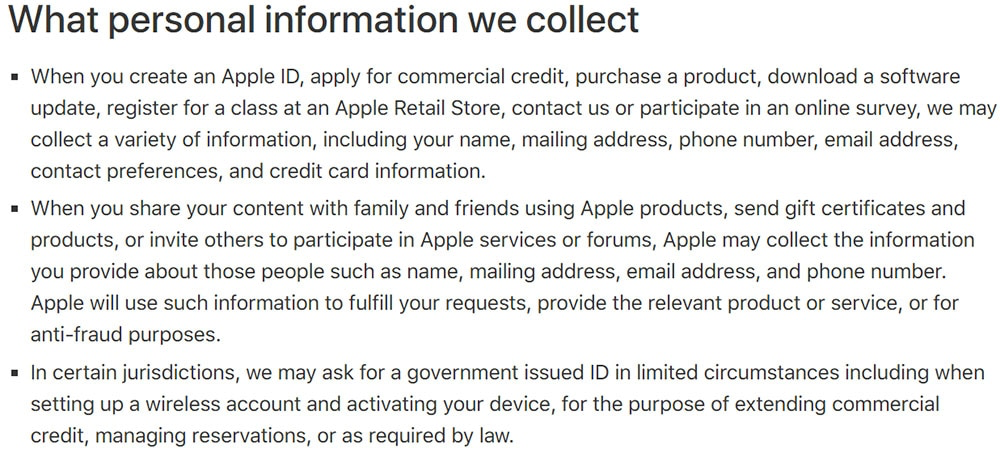 What personal information we collect
▪ When you create an Apple ID, apply for commercial credit, purchase a product, download a software
update, register for a class at an Apple Retail Store, contact us or participate in an online survey, we may
collect a variety of information, including your name, mailing address, phone number, email address,
contact preferences, and credit card information.
▪ When you share your content with family and friends using Apple products, send gift certificates and
products, or invite others to participate in Apple services or forums, Apple may collect the information
you provide about those people such as name, mailing address, email address, and phone number.
Apple will use such information to fulfill your requests, provide the relevant product or service, or for
anti-fraud purposes.
▪ In certain jurisdictions, we may ask for a government issued ID in limited circumstances including when
setting up a wireless account and activating your device, for the purpose of extending commercial
credit, managing reservations, or as required by law.